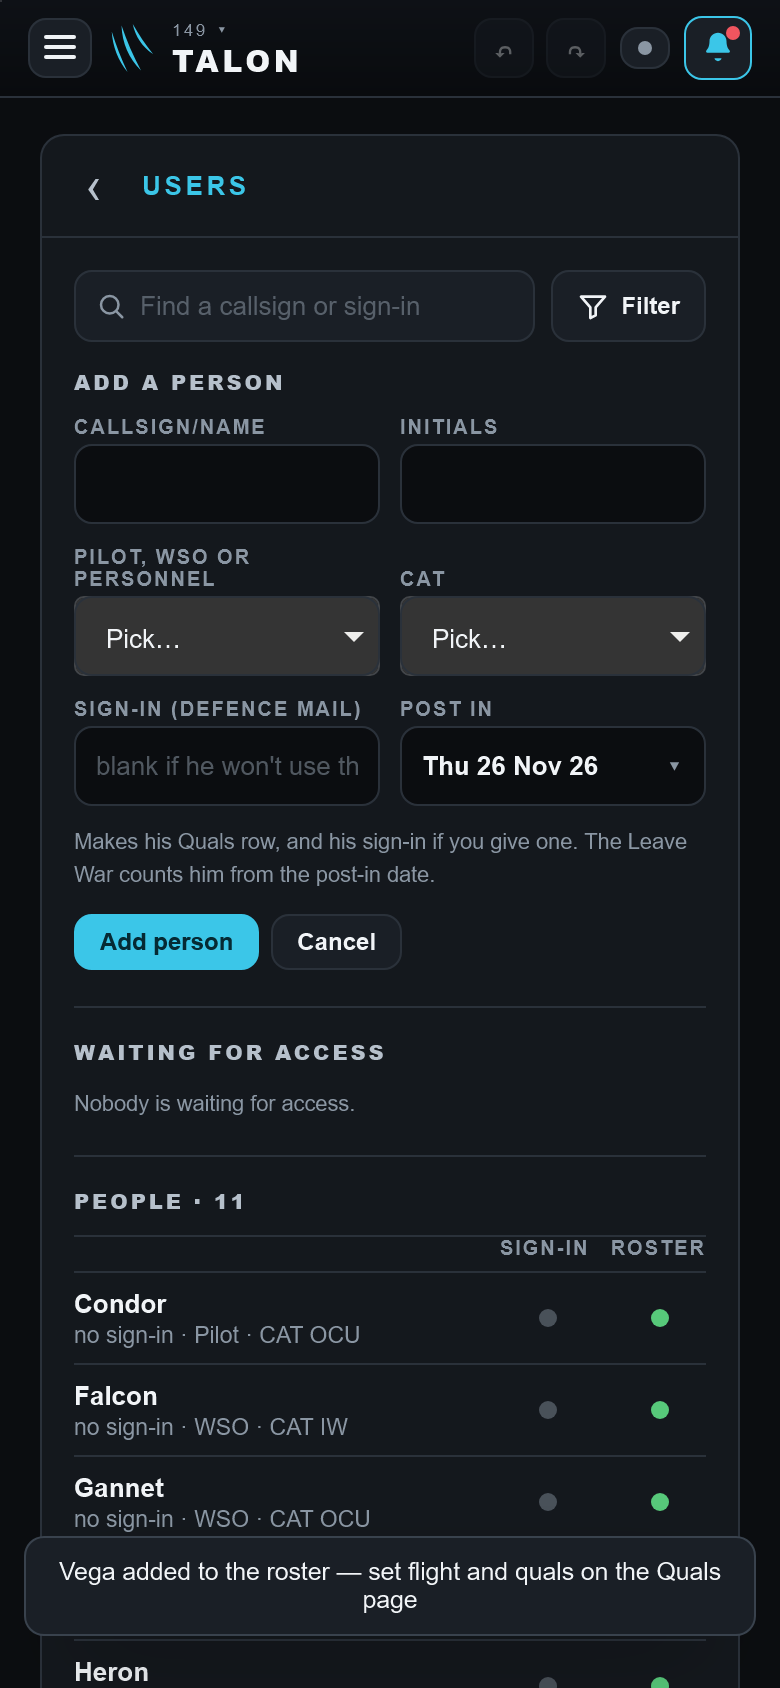 149 ▾
TALON
‹ USERS
Find a callsign or sign-in
Filter
ADD A PERSON
CALLSIGN/NAME
INITIALS
PILOT, WSO OR
PERSONNEL
CAT
Pick...
Pick...
SIGN-IN (DEFENCE MAIL)
POST IN
blank if he won't use th
Thu 26 Nov 26 ▾
Makes his Quals row, and his sign-in if you give one. The Leave
War counts him from the post-in date.
Add person
Cancel
WAITING FOR ACCESS
Nobody is waiting for access.
PEOPLE · 11
SIGN-IN ROSTER
Condor
no sign-in · Pilot · CAT OCU
Falcon
no sign-in · WSO · CAT IW
Gannet
no sign-in · WSO · CAT OCU
Vega added to the roster — set flight and quals on the Quals
page
Heron